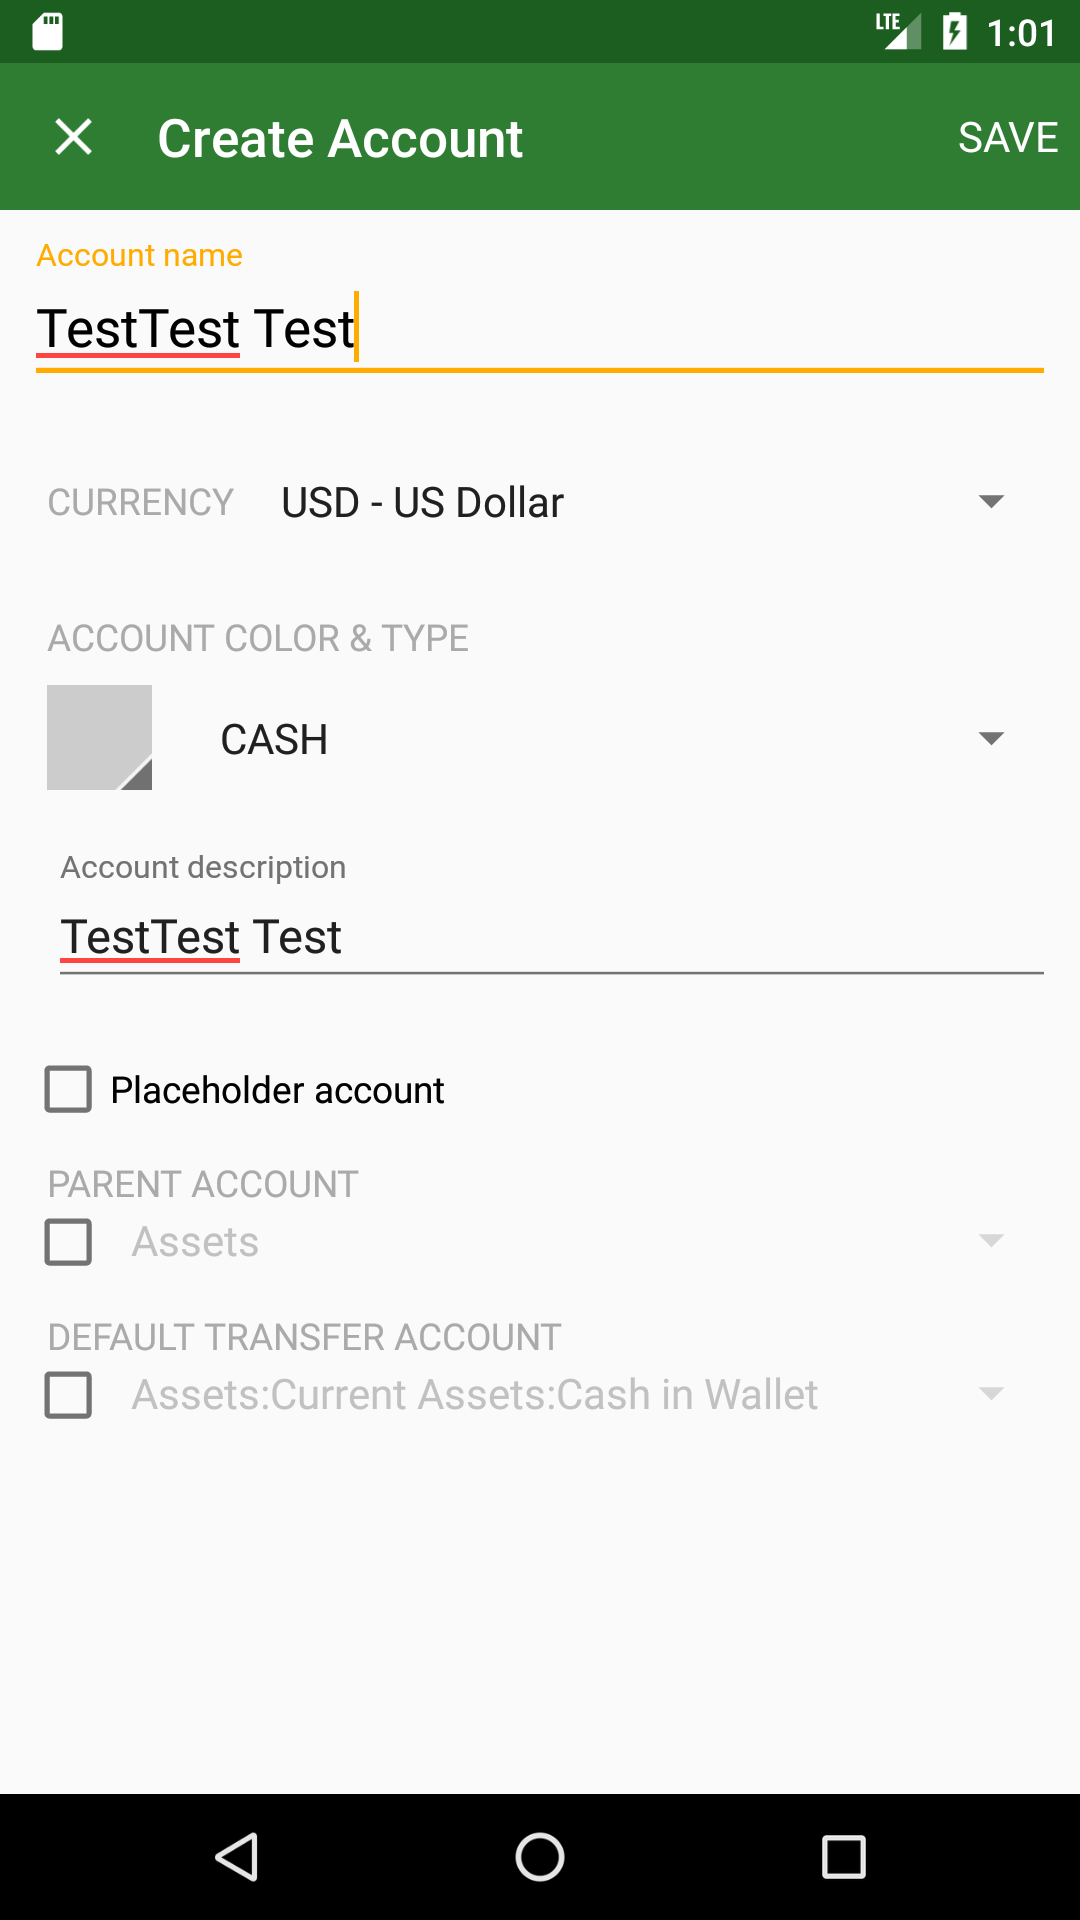 LTE 1:01
Create Account SAVE
Account name
TestTest Test
CURRENCY USD - US Dollar
ACCOUNT COLOR & TYPE
CASH
Account description
TestTest Test
Placeholder account
PARENT ACCOUNT
Assets
DEFAULT TRANSFER ACCOUNT
Assets:Current Assets:Cash in Wallet